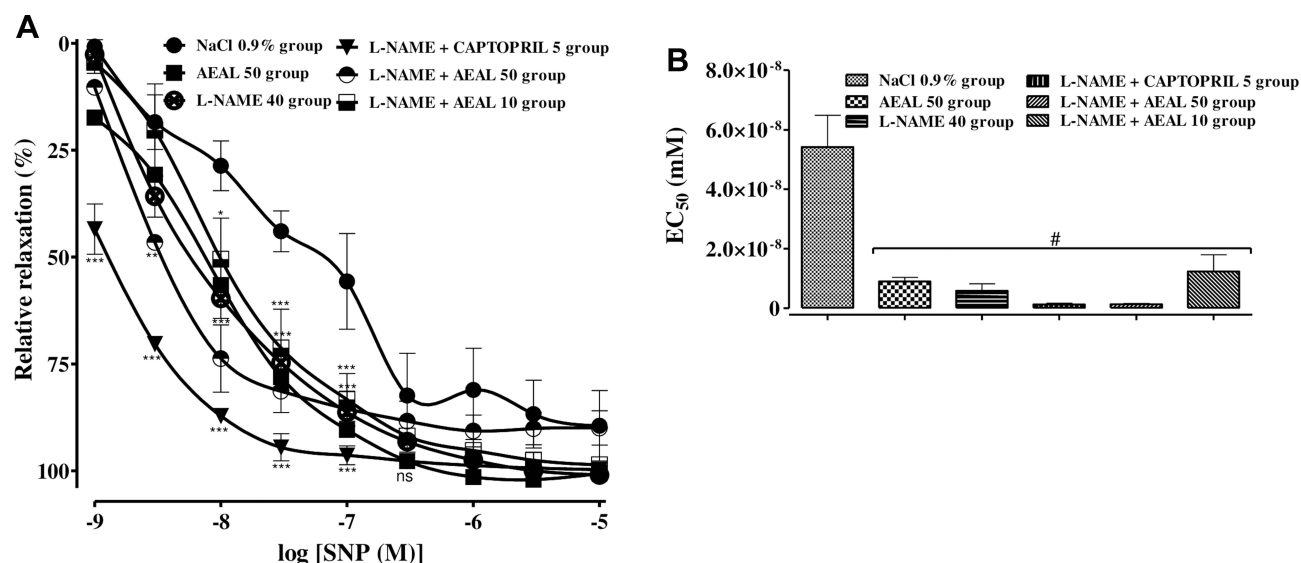 A
0
25
50
75
100
Relative relaxation (%)
NaCl 0.9% group
AEAL 50 group
L-NAME 40 group
L-NAME + CAPTOPRIL 5 group
L-NAME + AEAL 50 group
L-NAME + AEAL 10 group
***
**
***
*
***
***
***
***
***
***
***
***
ns
-9
-8
-7
-6
-5
log [SNP (M)]
B
8.0×10⁻⁸
6.0×10⁻⁸
4.0×10⁻⁸
2.0×10⁻⁸
0
EC₅₀ (mM)
NaCl 0.9% group
AEAL 50 group
L-NAME 40 group
L-NAME + CAPTOPRIL 5 group
L-NAME + AEAL 50 group
L-NAME + AEAL 10 group
#